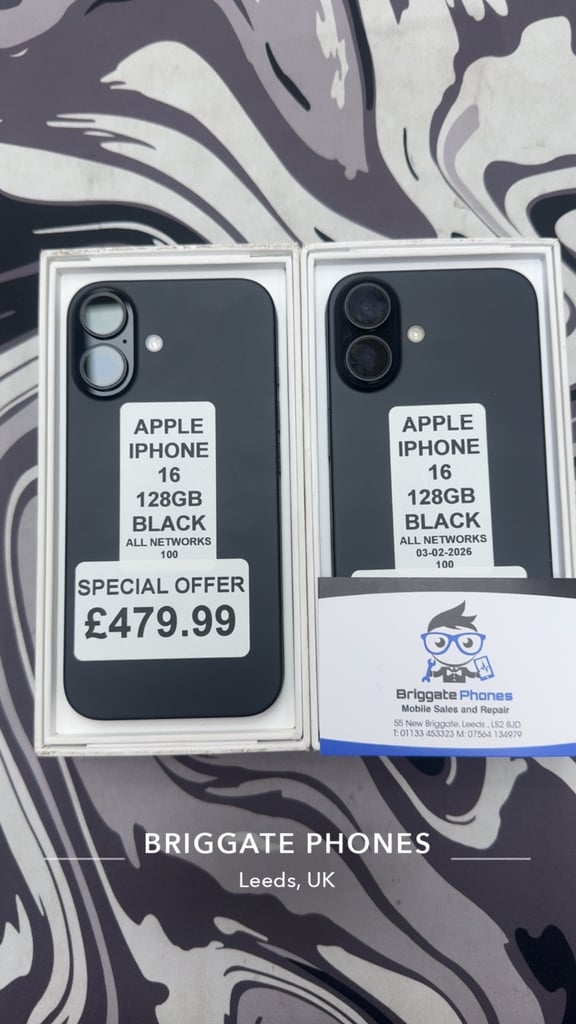 APPLE
IPHONE
16
128GB
BLACK
ALL NETWORKS
100
SPECIAL OFFER
£479.99
APPLE
IPHONE
16
128GB
BLACK
ALL NETWORKS
03-02-2026
100
Briggate Phones
Mobile Sales and Repair
55 New Briggate, Leeds , LS2 8JD
T: 01133 453323 M: 07564 134979
BRIGGATE PHONES
Leeds, UK